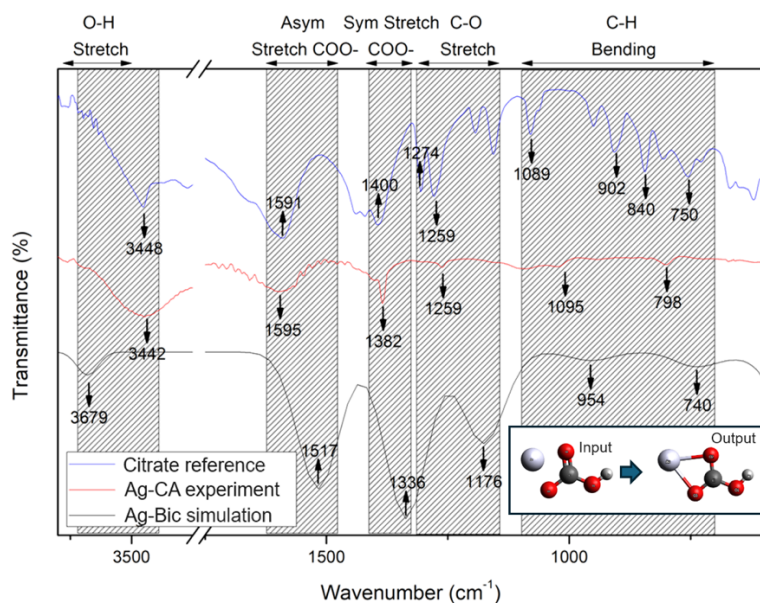 O-H
Stretch
Asym
Stretch COO-
Sym Stretch
COO-
C-O
Stretch
C-H
Bending
Transmittance (%)
3448
1591
1400
1274
1259
1089
902
840
750
3442
1595
1382
1259
1095
798
3679
1517
1336
1176
954
740
Citrate reference
Ag-CA experiment
Ag-Bic simulation
Input
Output
3500
1500
1000
Wavenumber (cm⁻¹)